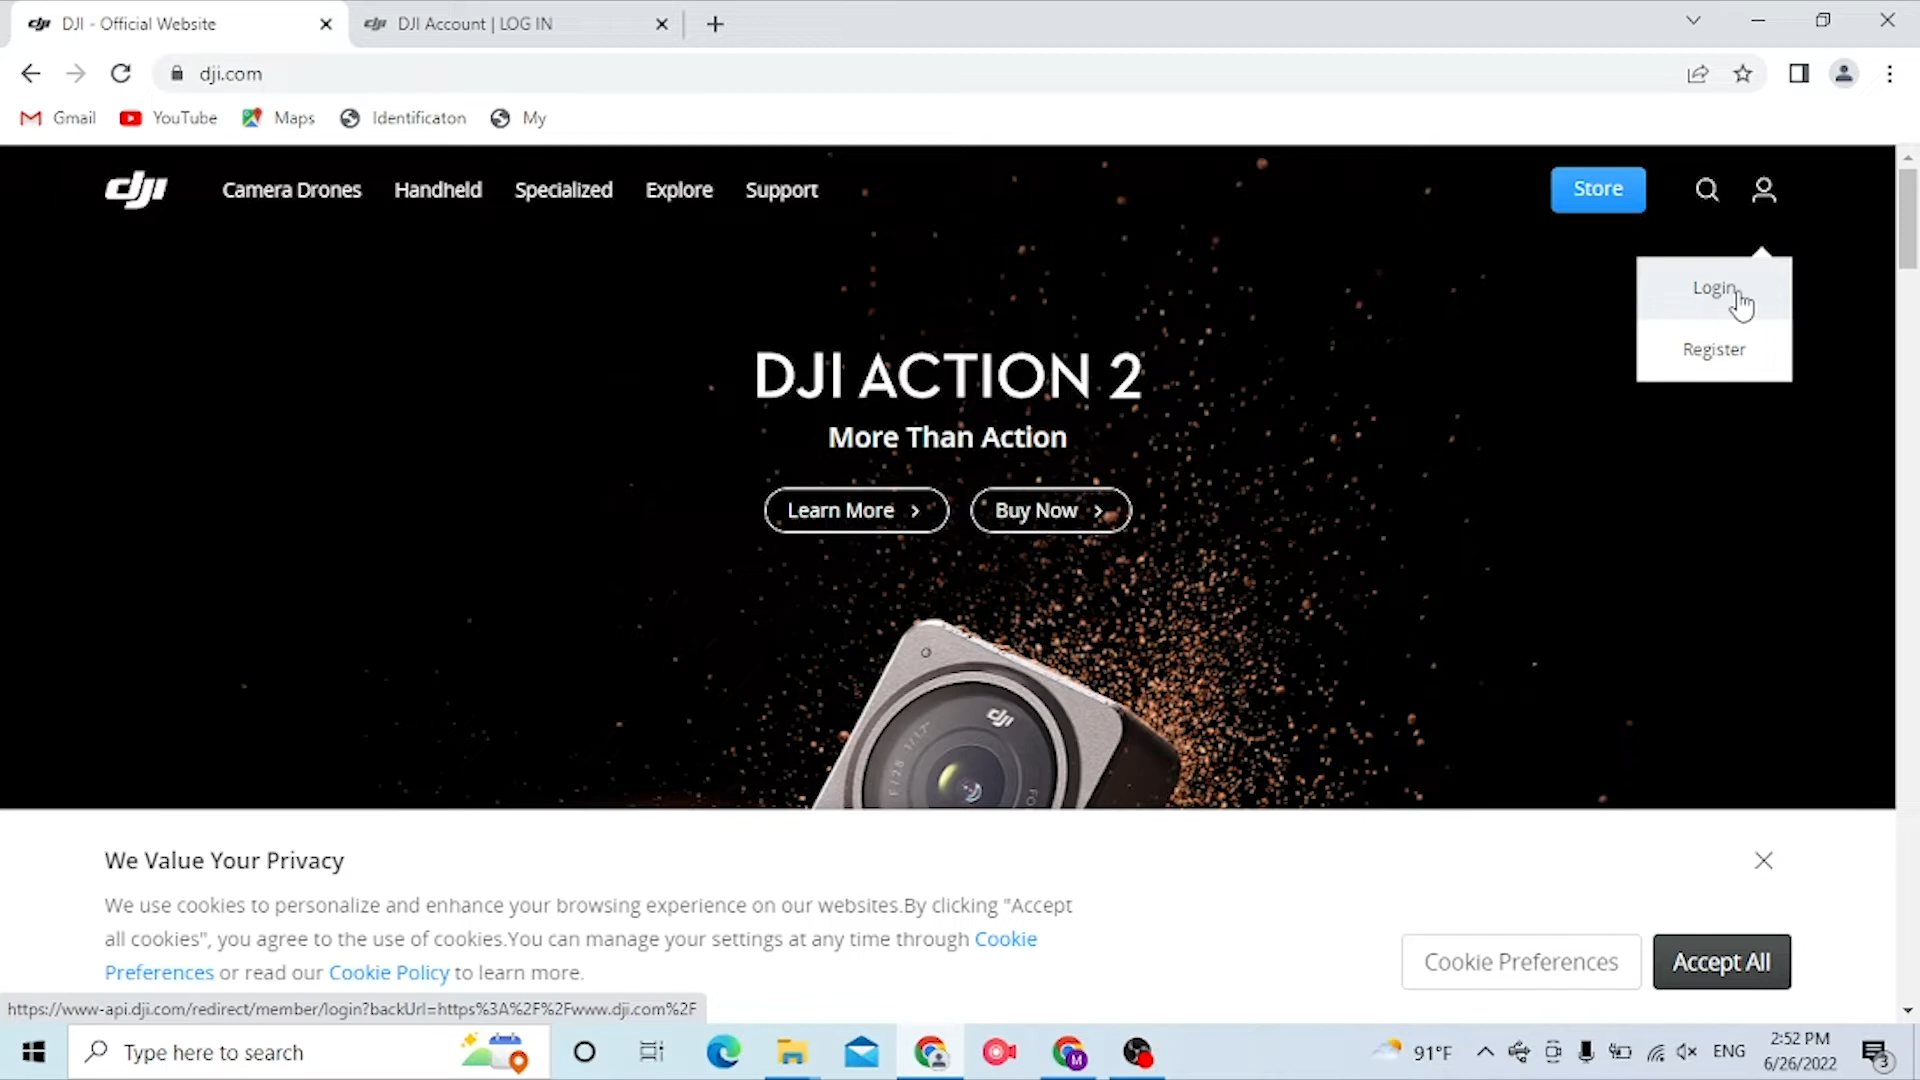 DJI - Official Website
DJI Account | LOG IN
dji.com
Gmail
YouTube
Maps
Identificaton
My
dji
Camera Drones
Handheld
Specialized
Explore
Support
Store
Login
Register
DJI ACTION 2
More Than Action
Learn More >
Buy Now >
dji
We Value Your Privacy
We use cookies to personalize and enhance your browsing experience on our websites.By clicking "Accept
all cookies", you agree to the use of cookies.You can manage your settings at any time through Cookie
Preferences or read our Cookie Policy to learn more.
Cookie Preferences
Accept All
https://www-api.dji.com/redirect/member/login?backUrl=https%3A%2F%2Fwww.dji.com%2F
Type here to search
M
91°F
ENG
2:52 PM
6/26/2022
3